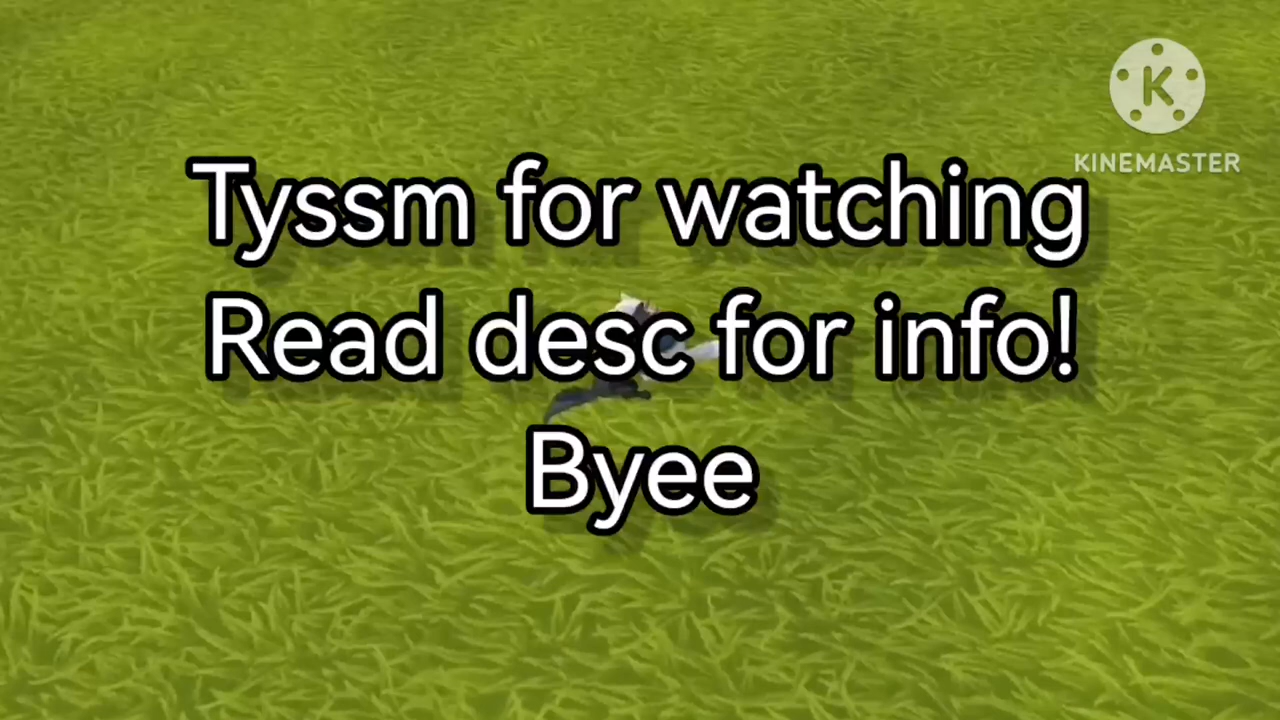 K
KINEMASTER
Tyssm for watching
Read desc for info!
Byee